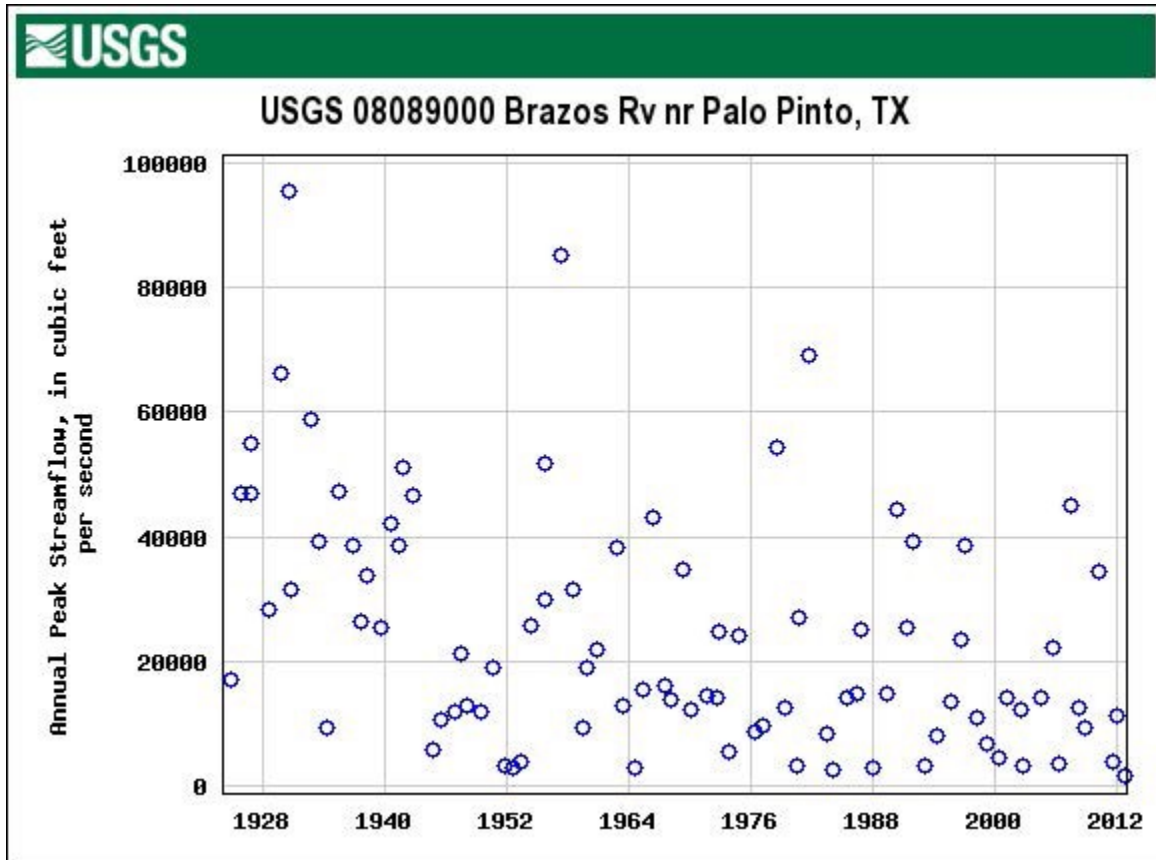 USGS
USGS 08089000 Brazos Rv nr Palo Pinto, TX
Annual Peak Streamflow, in cubic feet
per second
100000
80000
60000
40000
20000
0
1928 1940 1952 1964 1976 1988 2000 2012